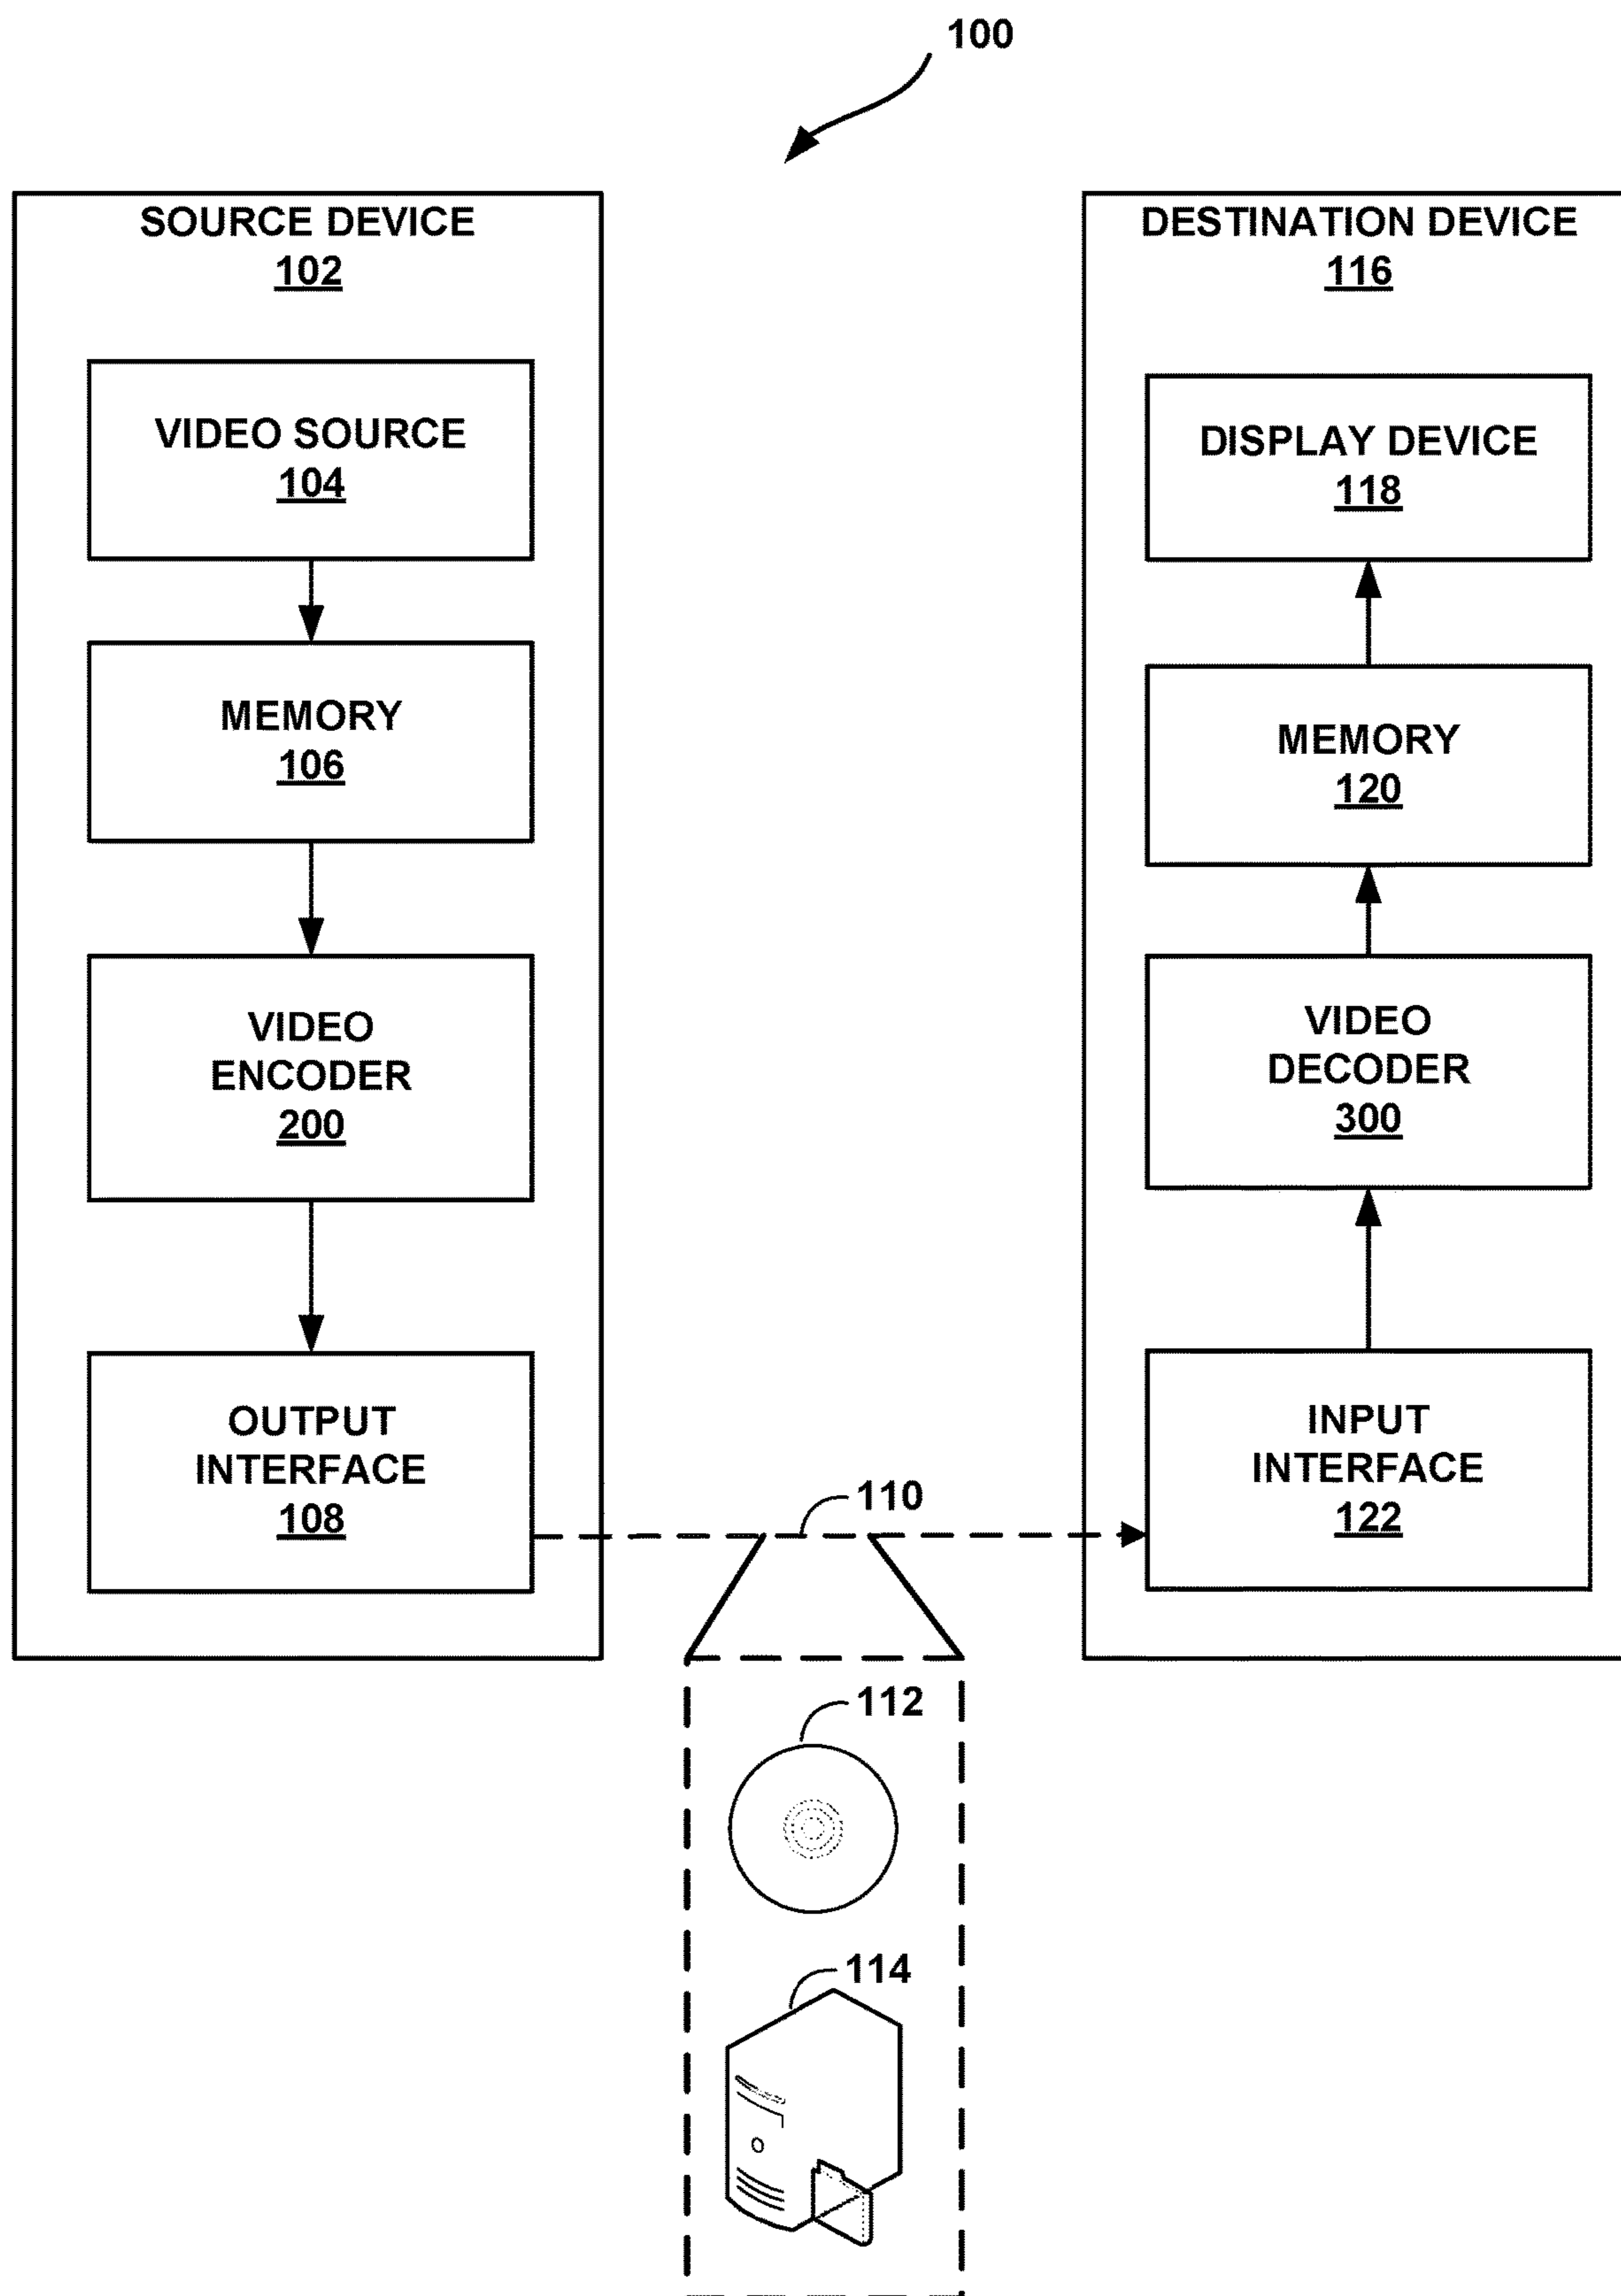 100
SOURCE DEVICE
102
VIDEO SOURCE
104
MEMORY
106
VIDEO
ENCODER
200
OUTPUT
INTERFACE
108
DESTINATION DEVICE
116
DISPLAY DEVICE
118
MEMORY
120
VIDEO
DECODER
300
INPUT
INTERFACE
122
110
112
114